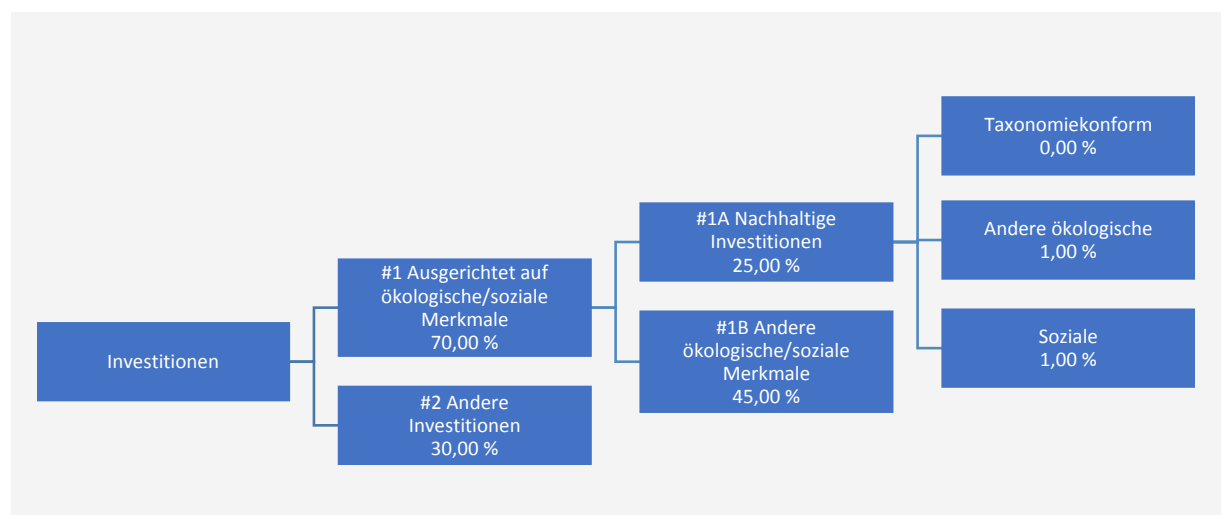 Investitionen
#1 Ausgerichtet auf
ökologische/soziale
Merkmale
70,00 %
#2 Andere
Investitionen
30,00 %
#1A Nachhaltige
Investitionen
25,00 %
#1B Andere
ökologische/soziale
Merkmale
45,00 %
Taxonomiekonform
0,00 %
Andere ökologische
1,00 %
Soziale
1,00 %